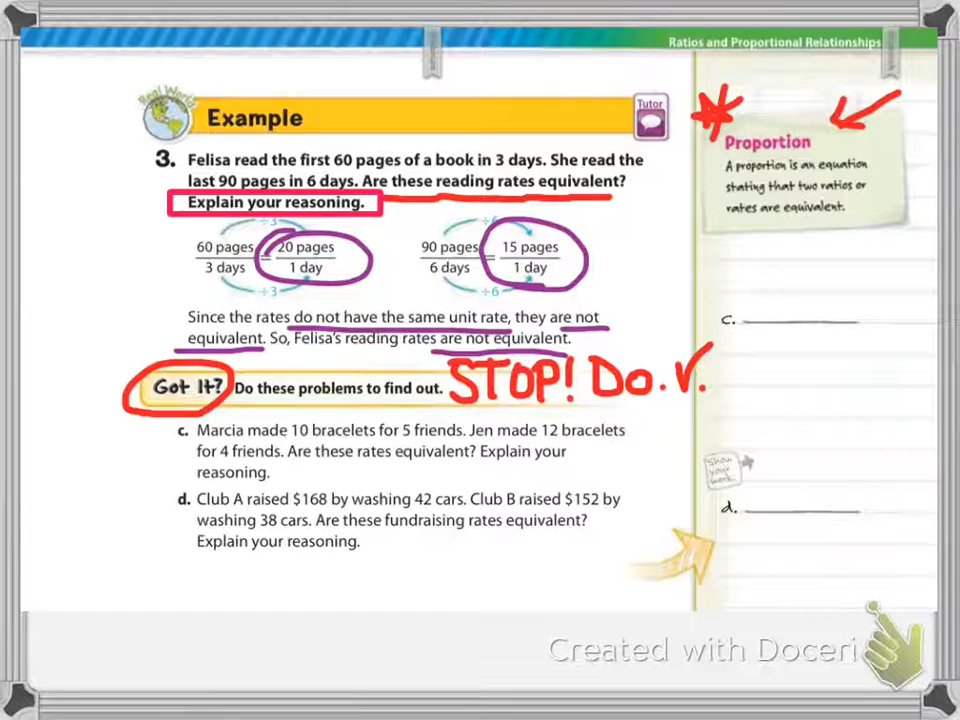 Ratios and Proportional Relationships
Real World
Example
Tutor
3. Felisa read the first 60 pages of a book in 3 days. She read the
last 90 pages in 6 days. Are these reading rates equivalent?
Explain your reasoning.
÷3 ÷6
60 pages = 20 pages 90 pages = 15 pages
3 days 1 day 6 days 1 day
÷3 ÷6
Since the rates do not have the same unit rate, they are not
equivalent. So, Felisa's reading rates are not equivalent.
Got It? Do these problems to find out. STOP! Do. √.
c. Marcia made 10 bracelets for 5 friends. Jen made 12 bracelets
for 4 friends. Are these rates equivalent? Explain your
reasoning.
d. Club A raised $168 by washing 42 cars. Club B raised $152 by
washing 38 cars. Are these fundraising rates equivalent?
Explain your reasoning.
Proportion
A proportion is an equation
stating that two ratios or
rates are equivalent.
c.
Show
your
work.
d.
Created with Doceri